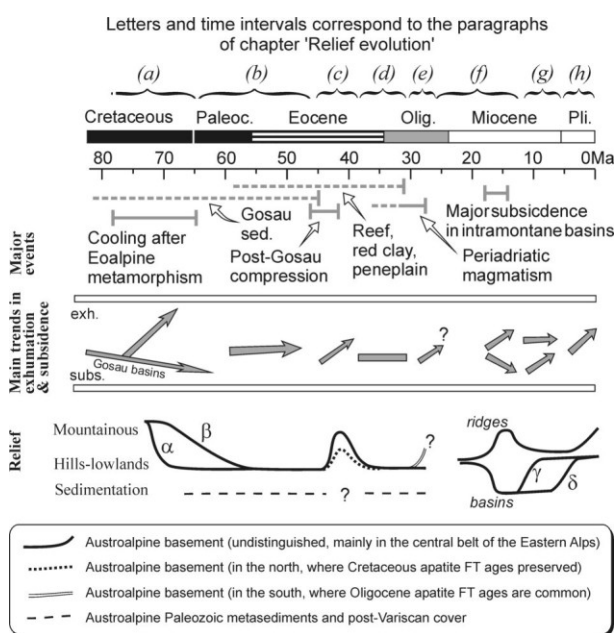 Letters and time intervals correspond to the paragraphs
of chapter 'Relief evolution'
(a) (b) (c) (d) (e) (f) (g) (h)
Cretaceous Paleoc. Eocene Olig. Miocene Pli.
80 70 60 50 40 30 20 10 0Ma
Major
events
Cooling after
Eoalpine
metamorphism
Gosau
sed.
Post-Gosau
compression
Reef,
red clay,
peneplain
Major subsicdence
in intramontane basins
Periadriatic
magmatism
Main trends in
exhumation
& subsidence
exh.
Gosau basins
subs.
?
Relief
Mountainous
Hills-lowlands
Sedimentation
α β
?
?
ridges
γ δ
basins
Austroalpine basement (undistinguished, mainly in the central belt of the Eastern Alps)
Austroalpine basement (in the north, where Cretaceous apatite FT ages preserved)
Austroalpine basement (in the south, where Oligocene apatite FT ages are common)
Austroalpine Paleozoic metasediments and post-Variscan cover